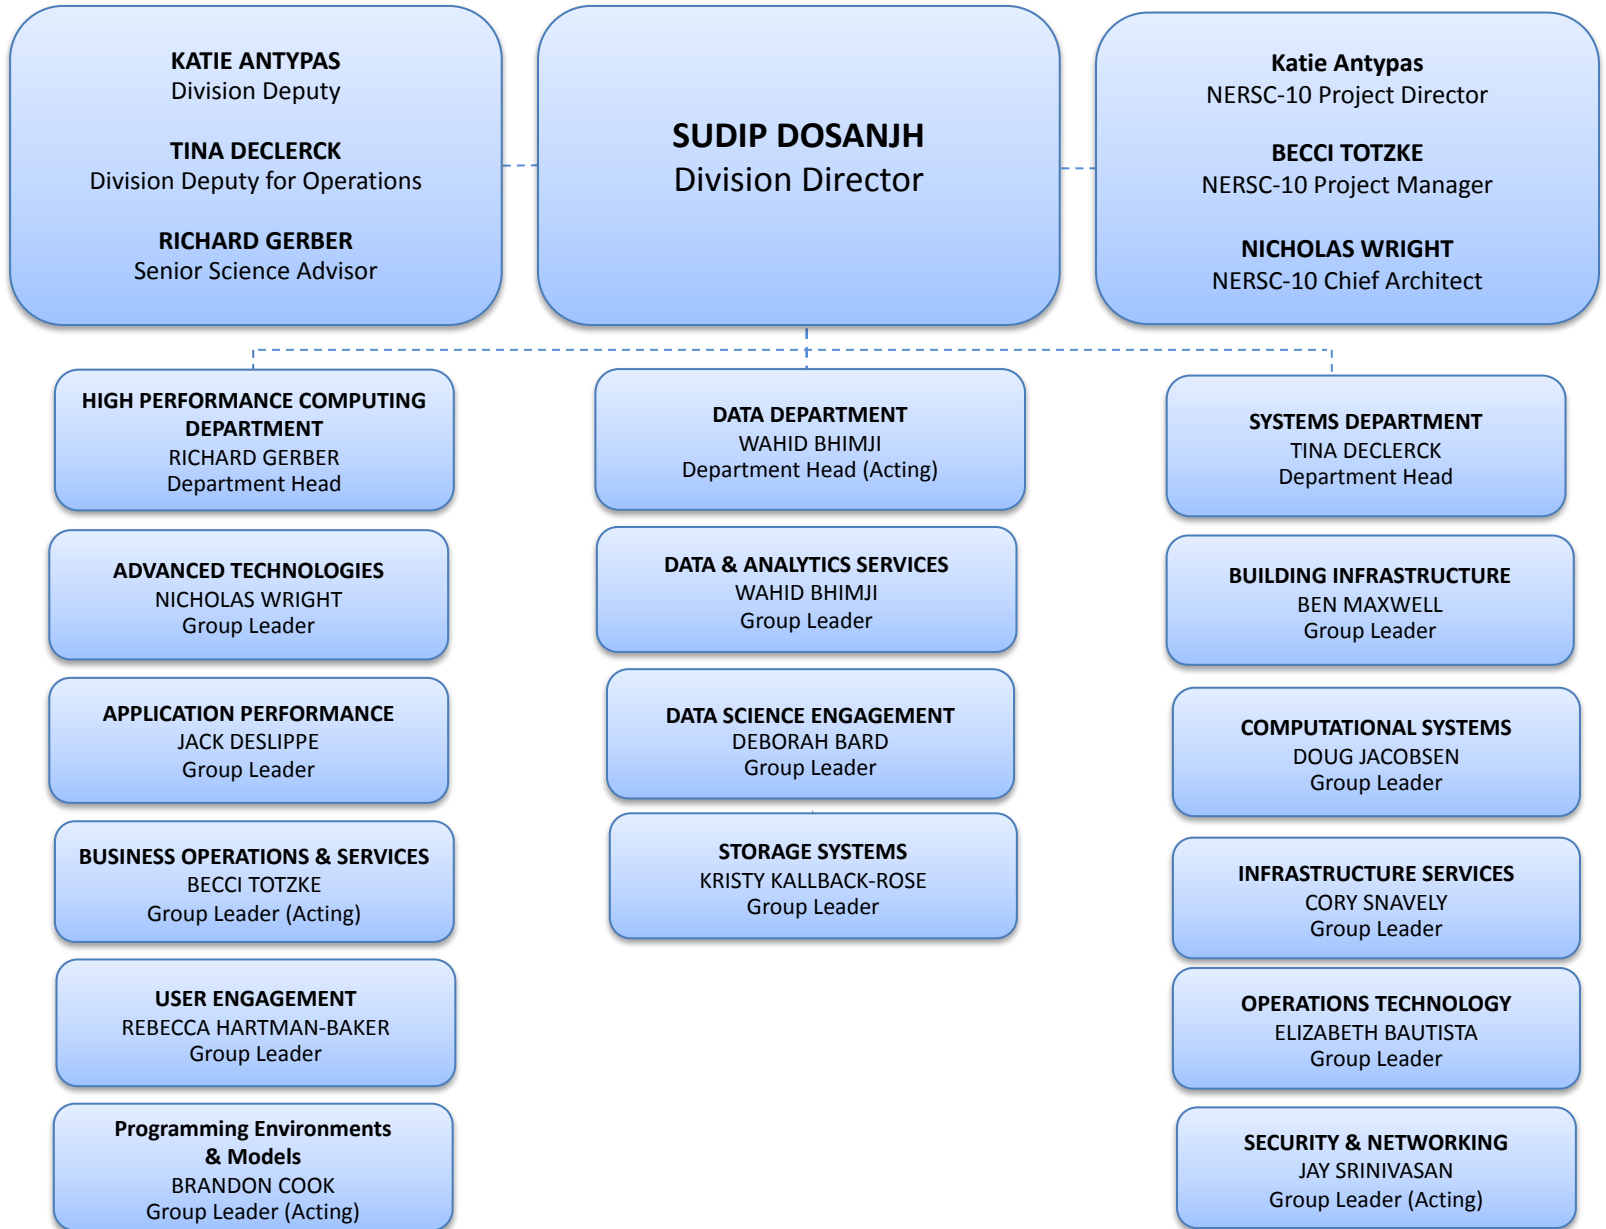 KATIE ANTYPAS
Division Deputy
TINA DECLERCK
Division Deputy for Operations
RICHARD GERBER
Senior Science Advisor
SUDIP DOSANJH
Division Director
Katie Antypas
NERSC-10 Project Director
BECCI TOTZKE
NERSC-10 Project Manager
NICHOLAS WRIGHT
NERSC-10 Chief Architect
HIGH PERFORMANCE COMPUTING
DEPARTMENT
RICHARD GERBER
Department Head
ADVANCED TECHNOLOGIES
NICHOLAS WRIGHT
Group Leader
APPLICATION PERFORMANCE
JACK DESLIPPE
Group Leader
BUSINESS OPERATIONS & SERVICES
BECCI TOTZKE
Group Leader (Acting)
USER ENGAGEMENT
REBECCA HARTMAN-BAKER
Group Leader
Programming Environments
& Models
BRANDON COOK
Group Leader (Acting)
DATA DEPARTMENT
WAHID BHIMJI
Department Head (Acting)
DATA & ANALYTICS SERVICES
WAHID BHIMJI
Group Leader
DATA SCIENCE ENGAGEMENT
DEBORAH BARD
Group Leader
STORAGE SYSTEMS
KRISTY KALLBACK-ROSE
Group Leader
SYSTEMS DEPARTMENT
TINA DECLERCK
Department Head
BUILDING INFRASTRUCTURE
BEN MAXWELL
Group Leader
COMPUTATIONAL SYSTEMS
DOUG JACOBSEN
Group Leader
INFRASTRUCTURE SERVICES
CORY SNAVELY
Group Leader
OPERATIONS TECHNOLOGY
ELIZABETH BAUTISTA
Group Leader
SECURITY & NETWORKING
JAY SRINIVASAN
Group Leader (Acting)